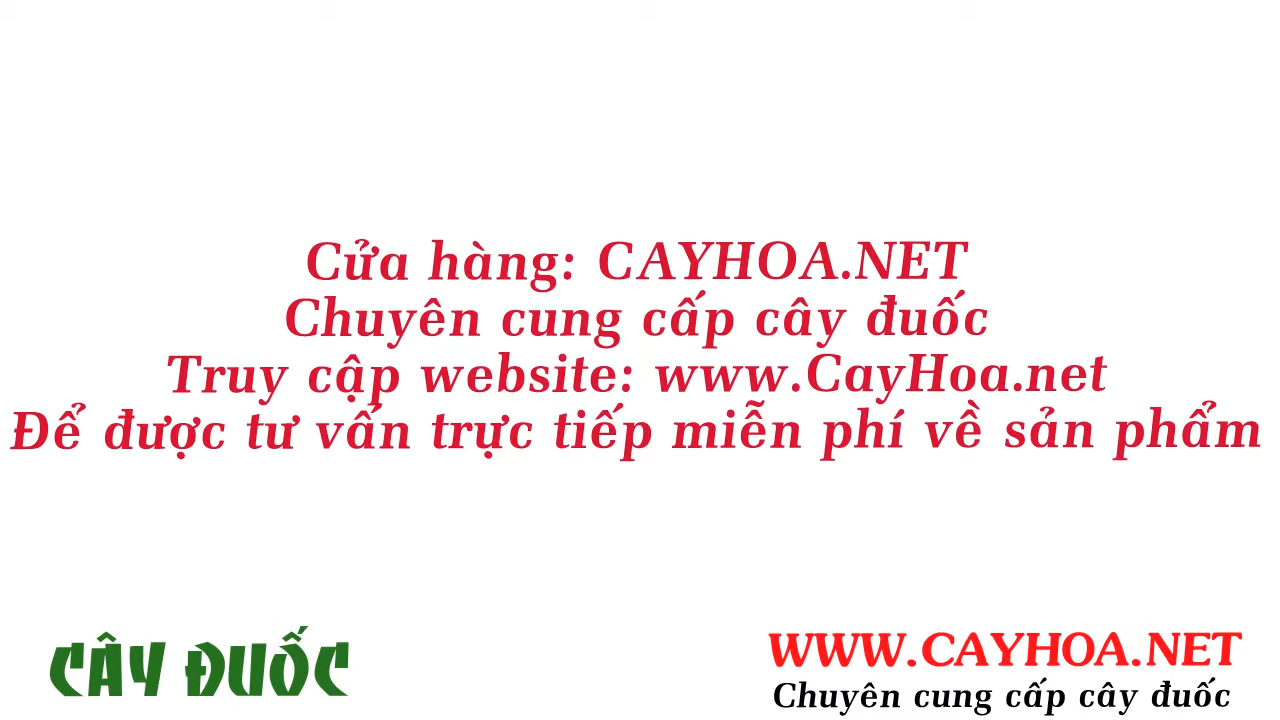 Cửa hàng: CAYHOA.NET
Chuyên cung cấp cây đuốc
Truy cập website: www.CayHoa.net
Để được tư vấn trực tiếp miễn phí về sản phẩm
CÂY ĐUỐC
WWW.CAYHOA.NET
Chuyên cung cấp cây đuốc